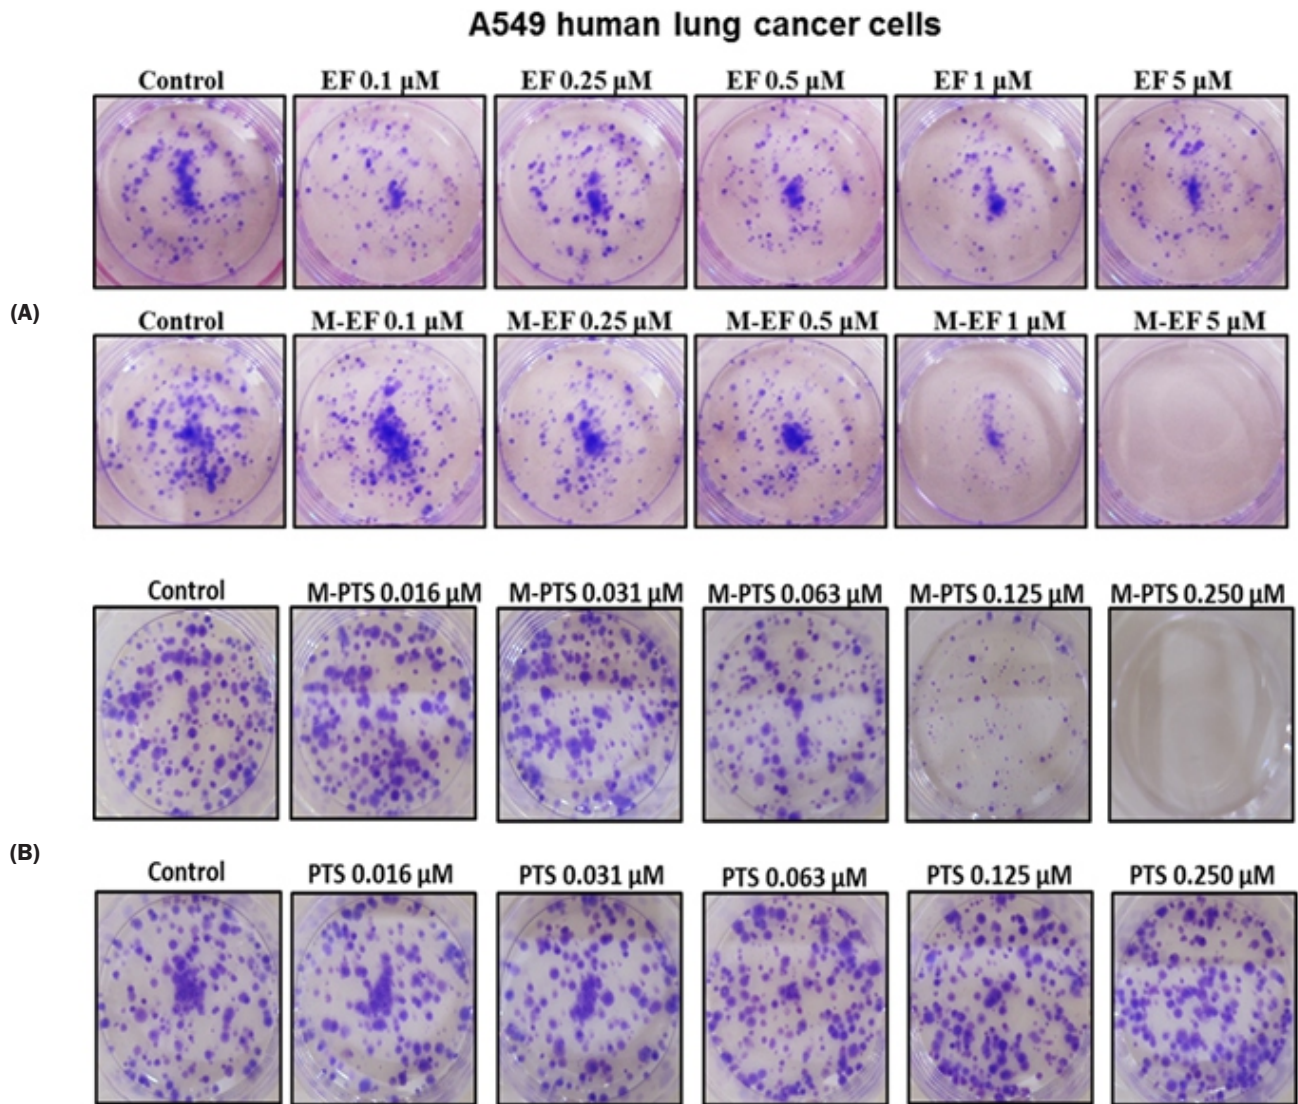 A549 human lung cancer cells
Control EF 0.1 µM EF 0.25 µM EF 0.5 µM EF 1 µM EF 5 µM
(A)
Control M-EF 0.1 µM M-EF 0.25 µM M-EF 0.5 µM M-EF 1 µM M-EF 5 µM
Control M-PTS 0.016 µM M-PTS 0.031 µM M-PTS 0.063 µM M-PTS 0.125 µM M-PTS 0.250 µM
(B)
Control PTS 0.016 µM PTS 0.031 µM PTS 0.063 µM PTS 0.125 µM PTS 0.250 µM